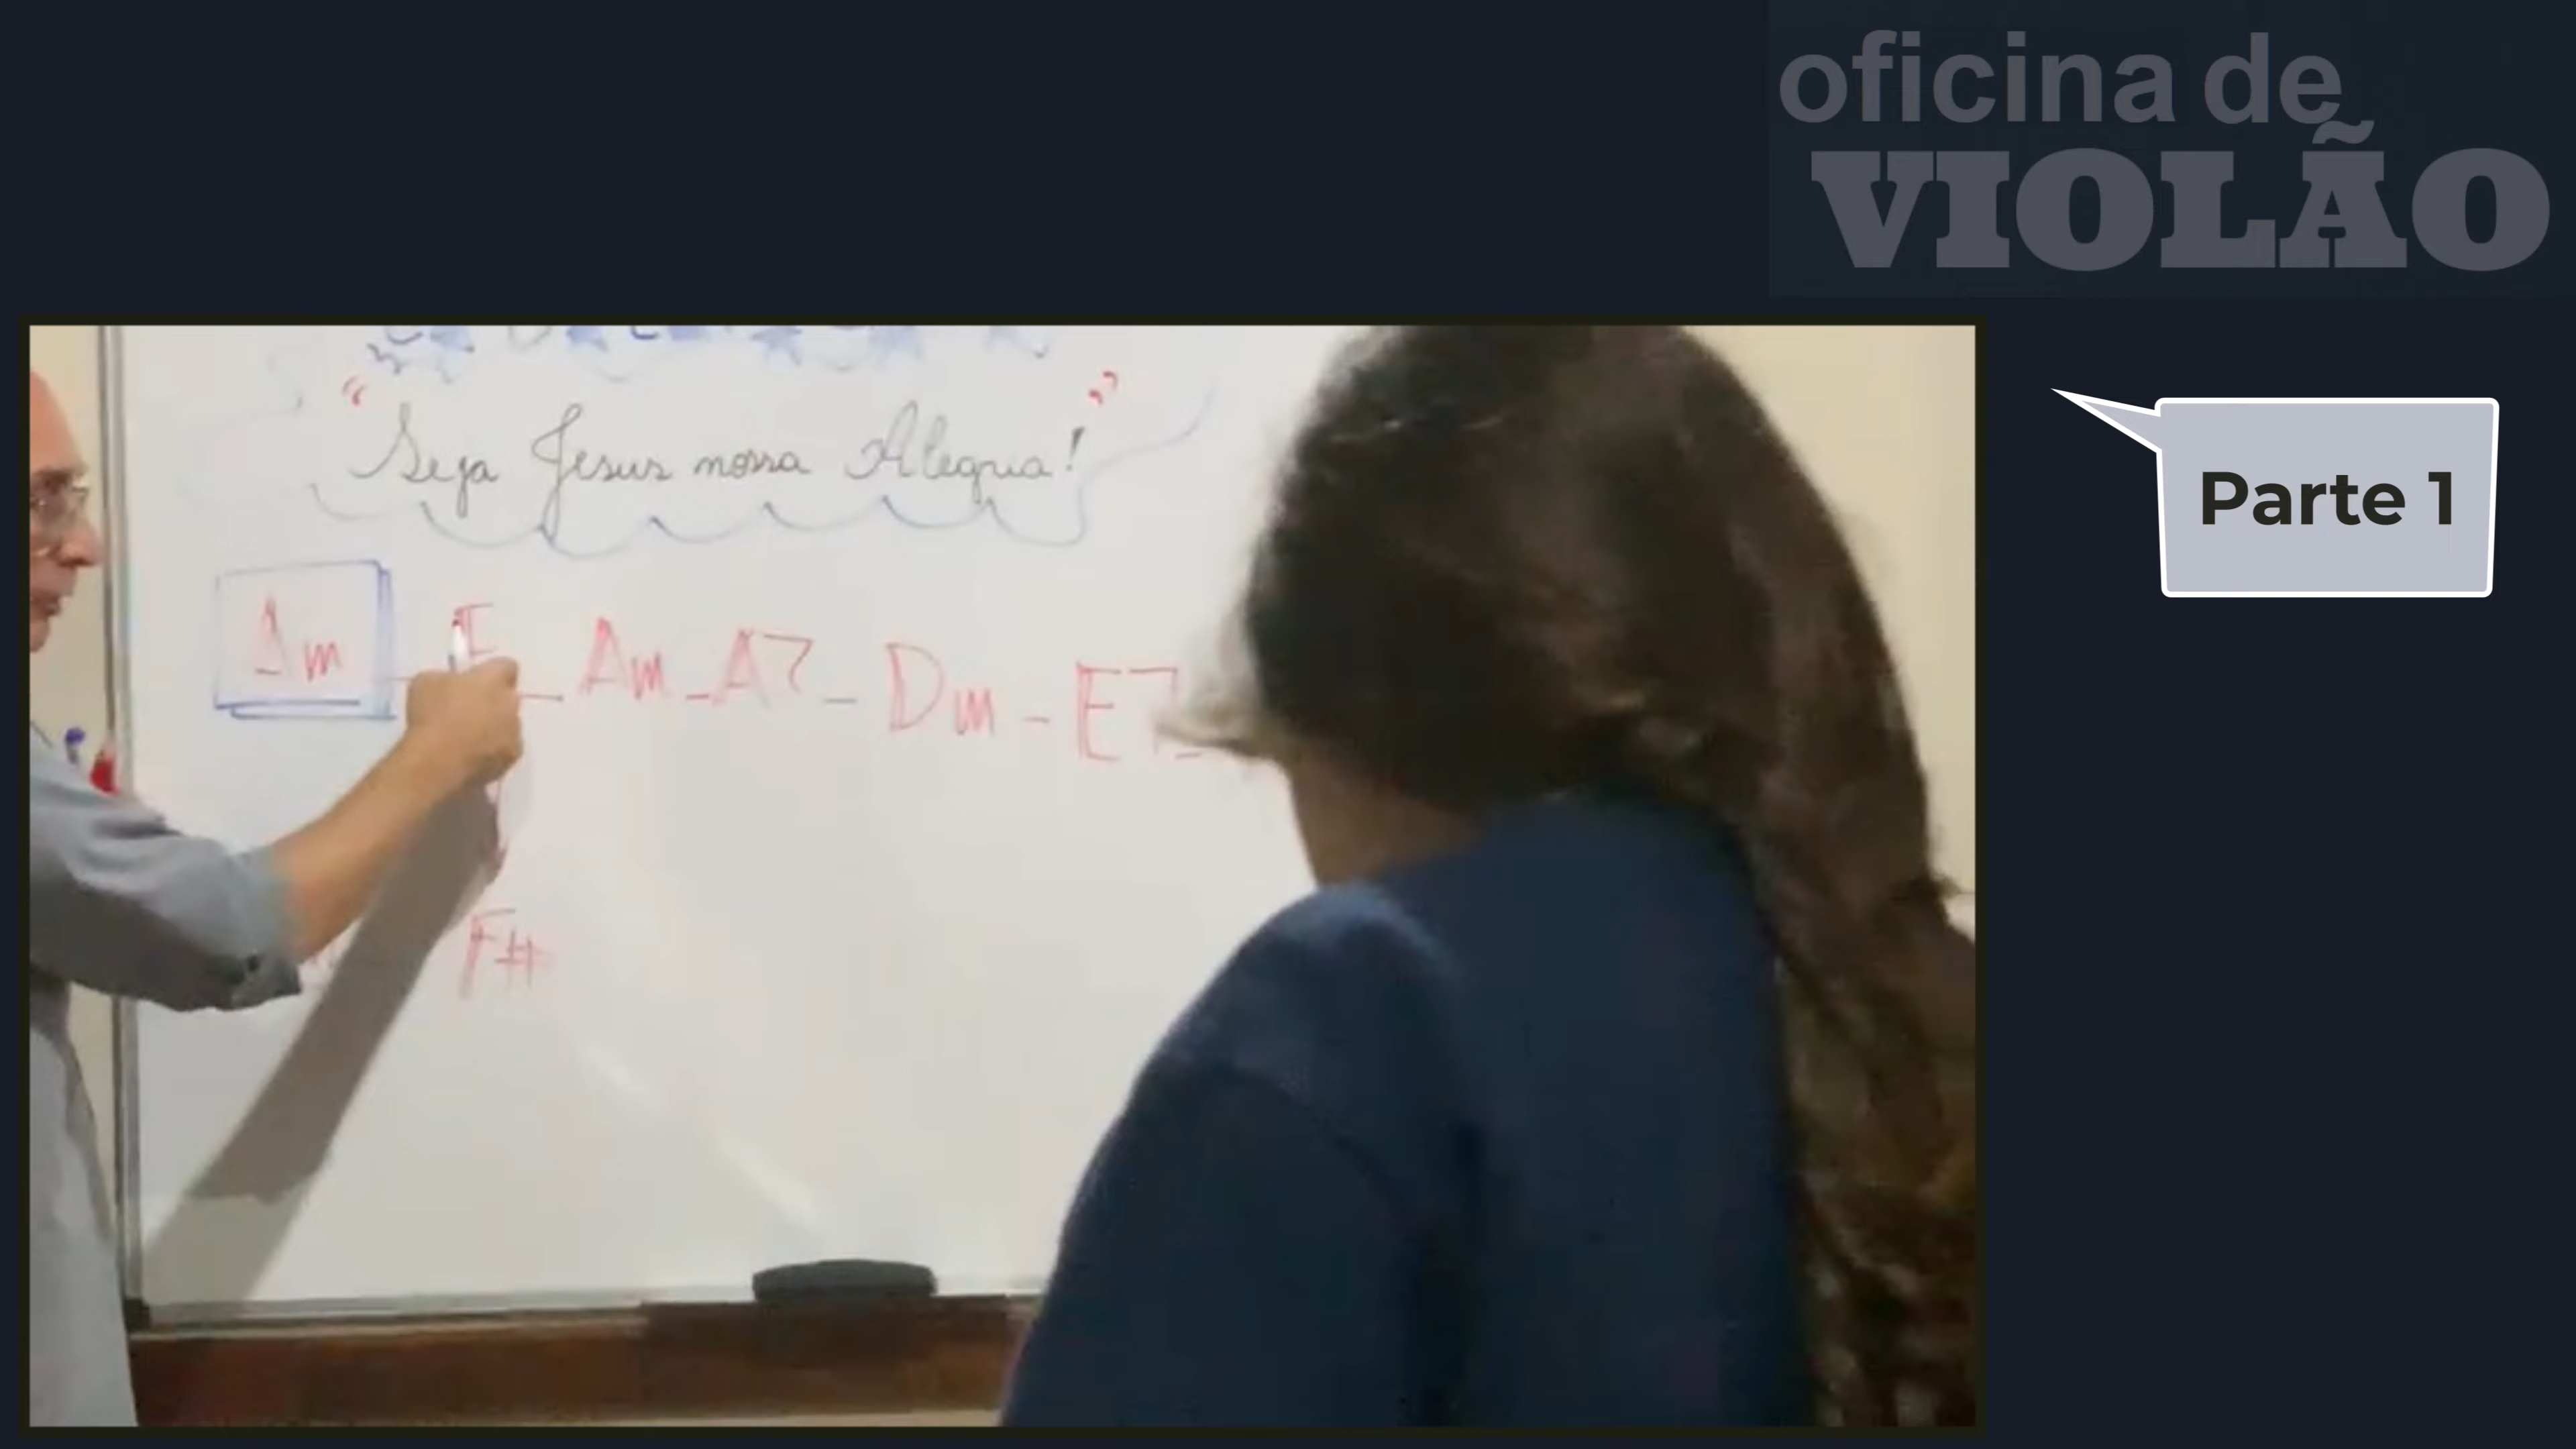 oficina de
VIOLÃO
Parte 1
“Seja Jesus nossa Alegria!”
Am _ _ Am - A7 - Dm - E7 -
F#